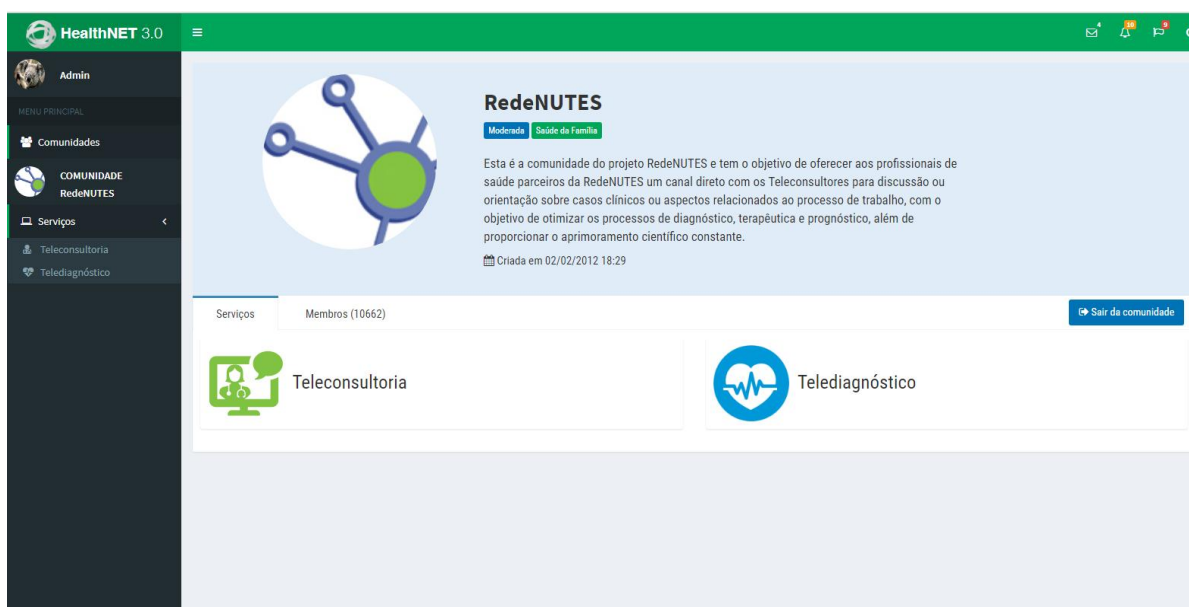 HealthNET 3.0
4
10
9
Admin
MENU PRINCIPAL
Comunidades
COMUNIDADE
RedeNUTES
Serviços
Teleconsultoria
Telediagnóstico
RedeNUTES
Moderada Saúde da Família
Esta é a comunidade do projeto RedeNUTES e tem o objetivo de oferecer aos profissionais de
saúde parceiros da RedeNUTES um canal direto com os Teleconsultores para discussão ou
orientação sobre casos clínicos ou aspectos relacionados ao processo de trabalho, com o
objetivo de otimizar os processos de diagnóstico, terapêutica e prognóstico, além de
proporcionar o aprimoramento científico constante.
Criada em 02/02/2012 18:29
Serviços Membros (10662) Sair da comunidade
Teleconsultoria Telediagnóstico